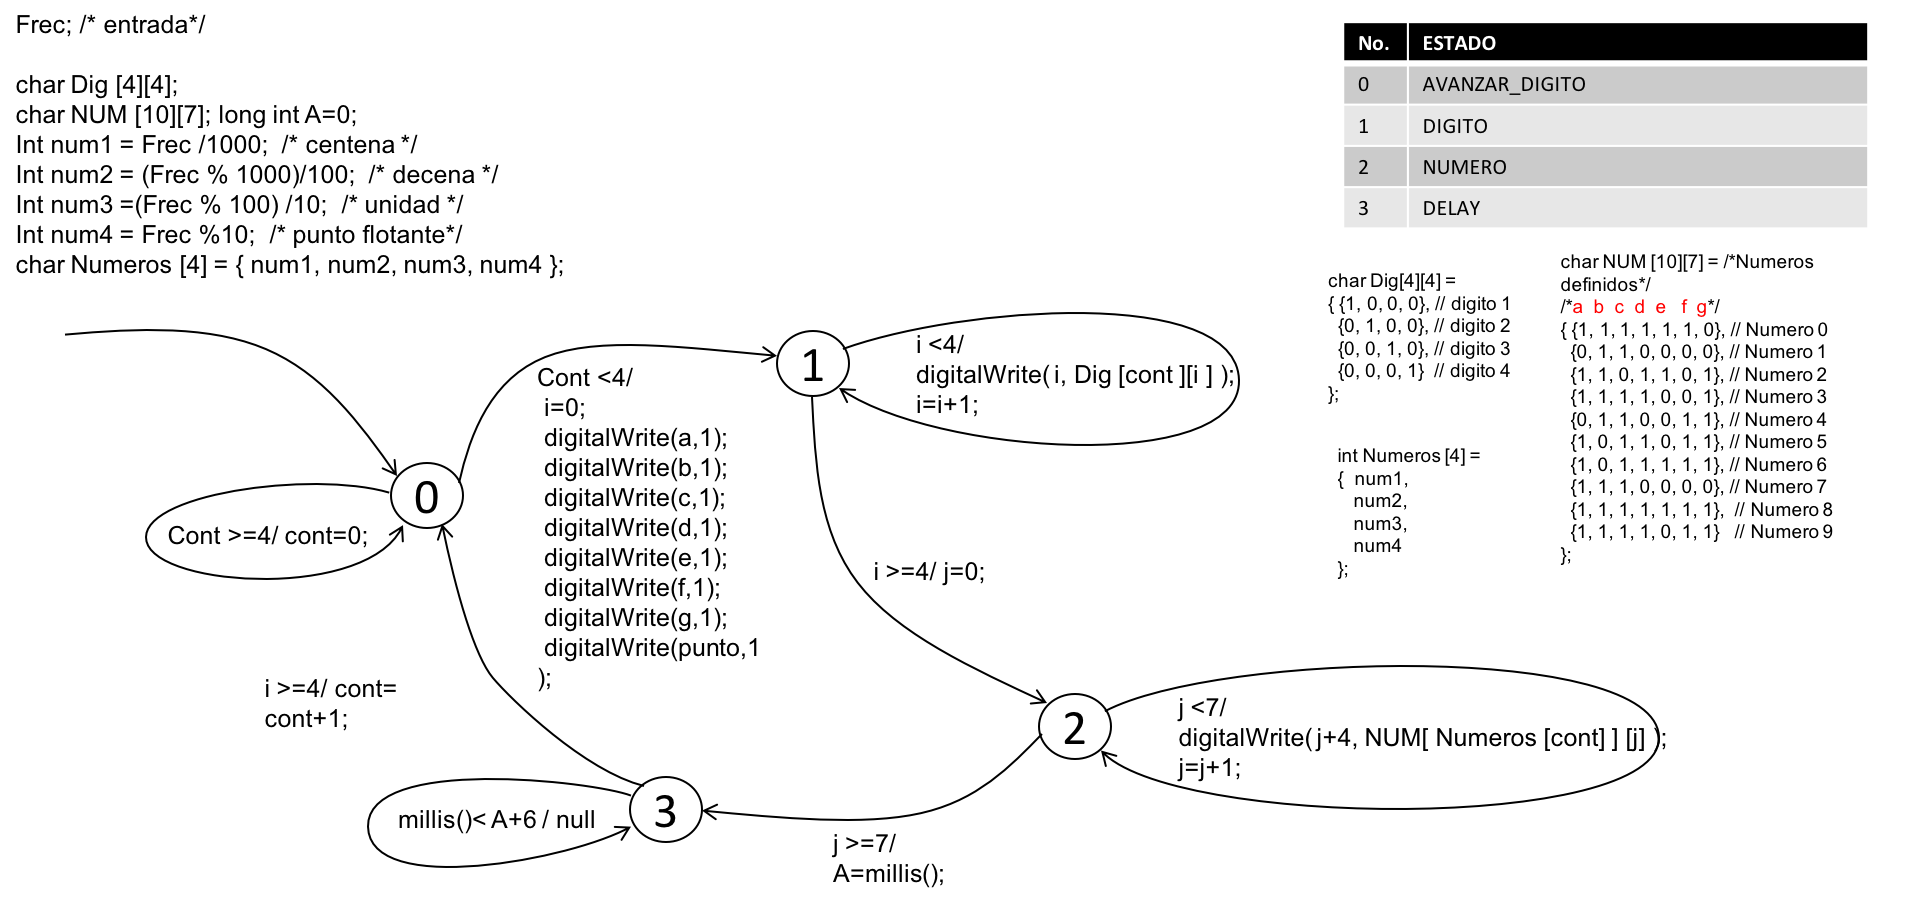 Frec; /* entrada*/
char Dig [4][4];
char NUM [10][7]; long int A=0;
Int num1 = Frec /1000;  /* centena */
Int num2 = (Frec % 1000)/100;  /* decena */
Int num3 =(Frec % 100) /10;  /* unidad */
Int num4 = Frec %10;  /* punto flotante*/
char Numeros [4] = { num1, num2, num3, num4 };
No. ESTADO
0 AVANZAR_DIGITO
1 DIGITO
2 NUMERO
3 DELAY
char Dig[4][4] =
{ {1, 0, 0, 0}, // digito 1
{0, 1, 0, 0}, // digito 2
{0, 0, 1, 0}, // digito 3
{0, 0, 0, 1}  // digito 4
};
int Numeros [4] =
{  num1,
num2,
num3,
num4
};
char NUM [10][7] = /*Numeros
definidos*/
/*a  b  c  d  e  f  g*/
{ {1, 1, 1, 1, 1, 1, 0}, // Numero 0
{0, 1, 1, 0, 0, 0, 0}, // Numero 1
{1, 1, 0, 1, 1, 0, 1}, // Numero 2
{1, 1, 1, 1, 0, 0, 1}, // Numero 3
{0, 1, 1, 0, 0, 1, 1}, // Numero 4
{1, 0, 1, 1, 0, 1, 1}, // Numero 5
{1, 0, 1, 1, 1, 1, 1}, // Numero 6
{1, 1, 1, 0, 0, 0, 0}, // Numero 7
{1, 1, 1, 1, 1, 1, 1},  // Numero 8
{1, 1, 1, 1, 0, 1, 1}   // Numero 9
};
1
i <4/
digitalWrite( i, Dig [cont ][i ] );
i=i+1;
Cont <4/
i=0;
digitalWrite(a,1);
digitalWrite(b,1);
digitalWrite(c,1);
digitalWrite(d,1);
digitalWrite(e,1);
digitalWrite(f,1);
digitalWrite(g,1);
digitalWrite(punto,1
);
0
Cont >=4/ cont=0;
i >=4/ j=0;
i >=4/ cont=
cont+1;
2
j <7/
digitalWrite( j+4, NUM[ Numeros [cont] ] [j] );
j=j+1;
3
millis()< A+6 / null
j >=7/
A=millis();